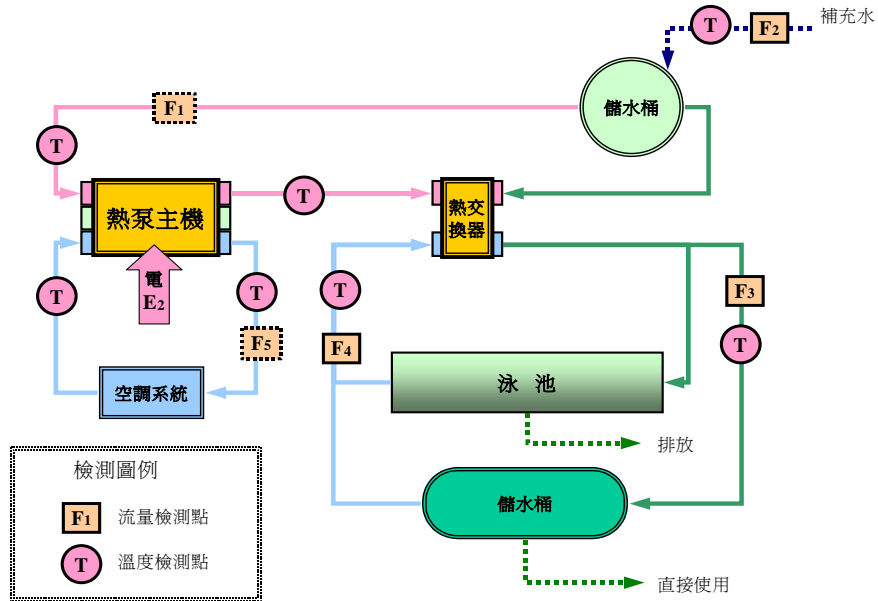 T
F2
補充水
F1
儲水桶
T
熱泵主機
T
熱交
換器
電
E2
T
T
T
F3
F5
F4
T
空調系統
泳 池
排放
檢測圖例
F1 流量檢測點
T 溫度檢測點
儲水桶
直接使用